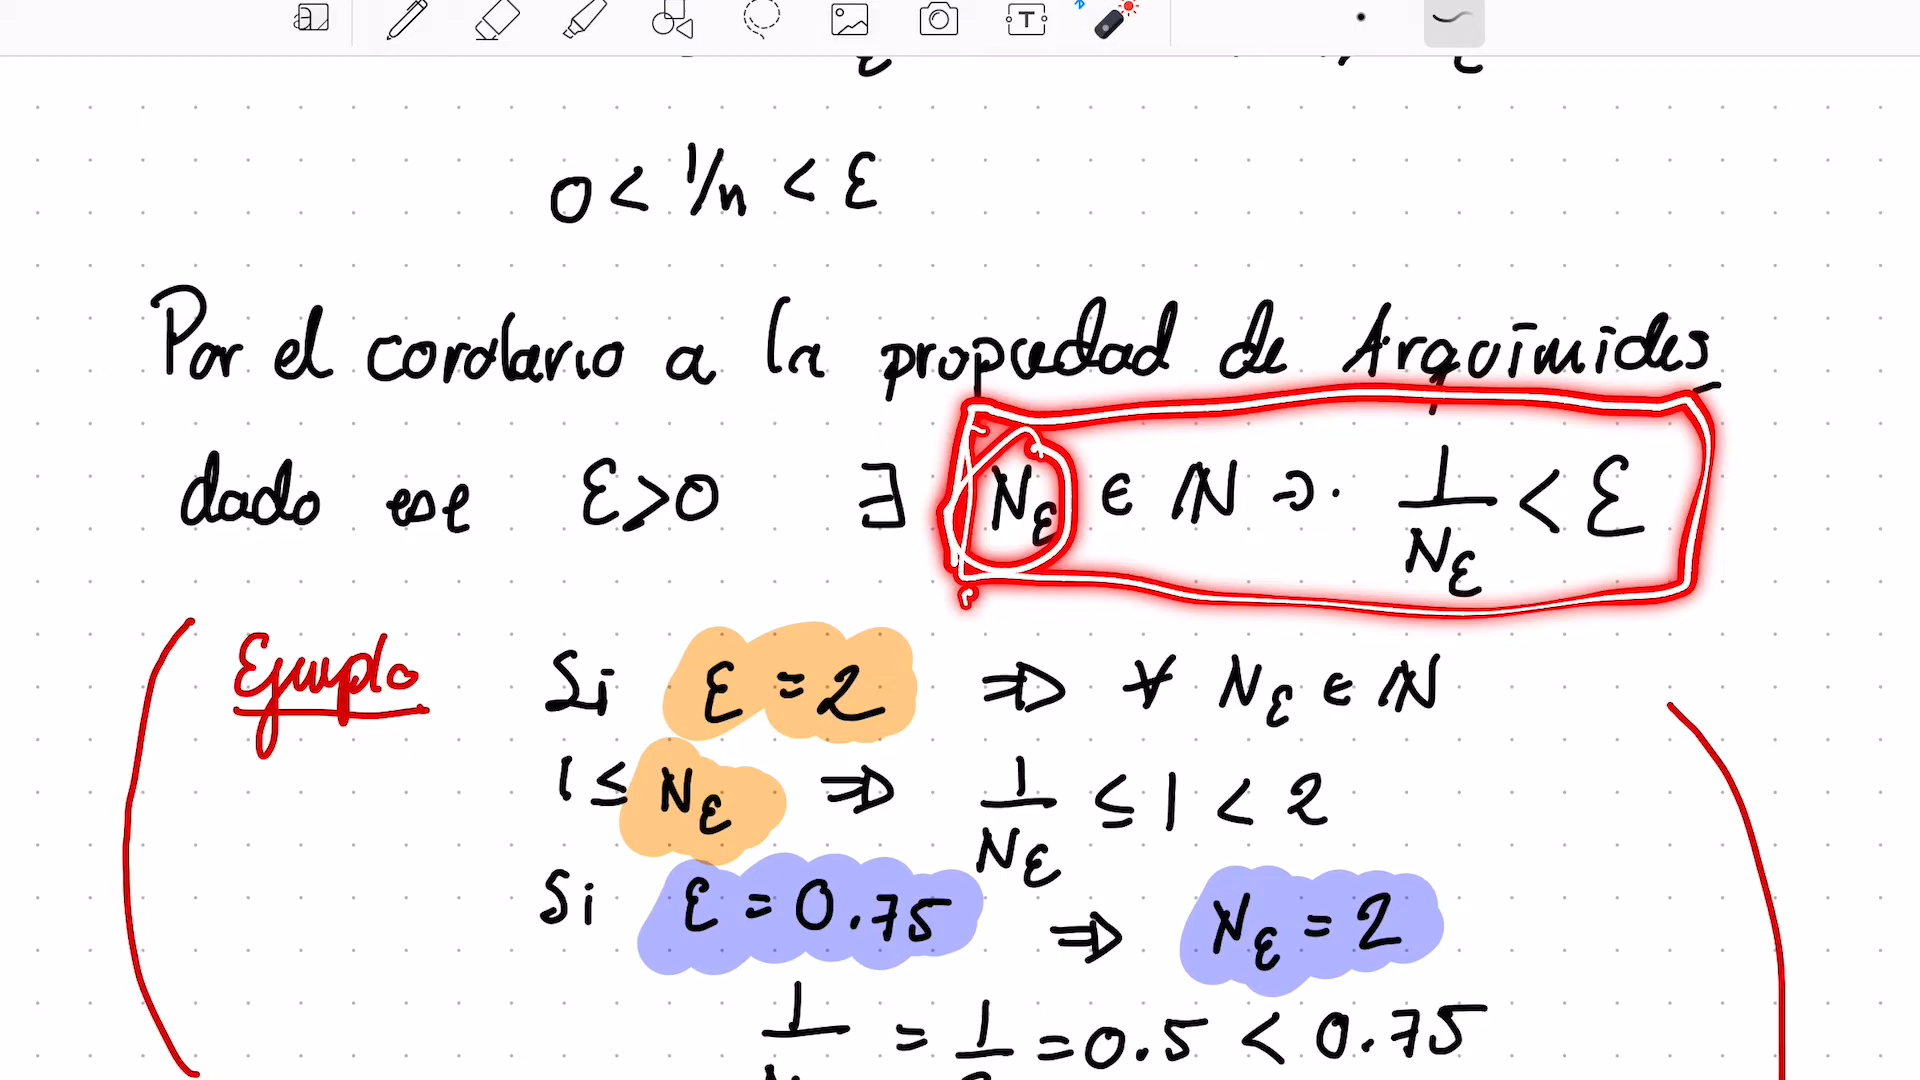 0 < 1/n < ε
Por el corolario a la propiedad de Arquímides
dado ese ε > 0 ∃ N_ε ∈ ℕ ∋· 1/N_ε < ε
Ejemplo Si ε = 2 ⇒ ∀ N_ε ∈ ℕ
1 ≤ N_ε ⇒ 1/N_ε ≤ 1 < 2
Si ε = 0.75 ⇒ N_ε = 2
= = 0.5 < 0.75